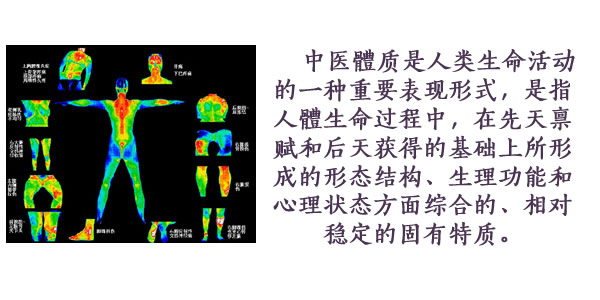 中医體质是人类生命活动
的一种重要表现形式，是指
人體生命过程中，在先天禀
赋和后天获得的基础上所形
成的形态结构、生理功能和
心理状态方面综合的、相对
稳定的固有特质。